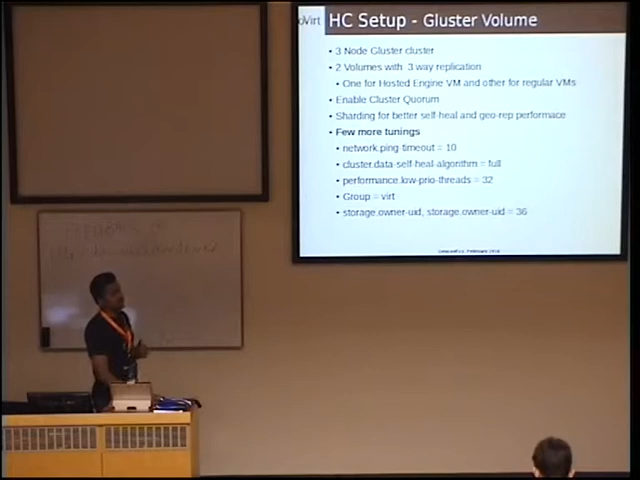 oVirt
HC Setup - Gluster Volume
• 3 Node Gluster cluster
• 2 Volumes with 3 way replication
• One for Hosted Engine VM and other for regular VMs
• Enable Cluster Quorum
• Sharding for better self-heal and geo-rep performace
• Few more tunings
• network.ping timeout = 10
• cluster.data-self heal-algorithm = full
• performance.low-prio-threads = 32
• Group = virt
• storage.owner-uid, storage.owner-uid = 36